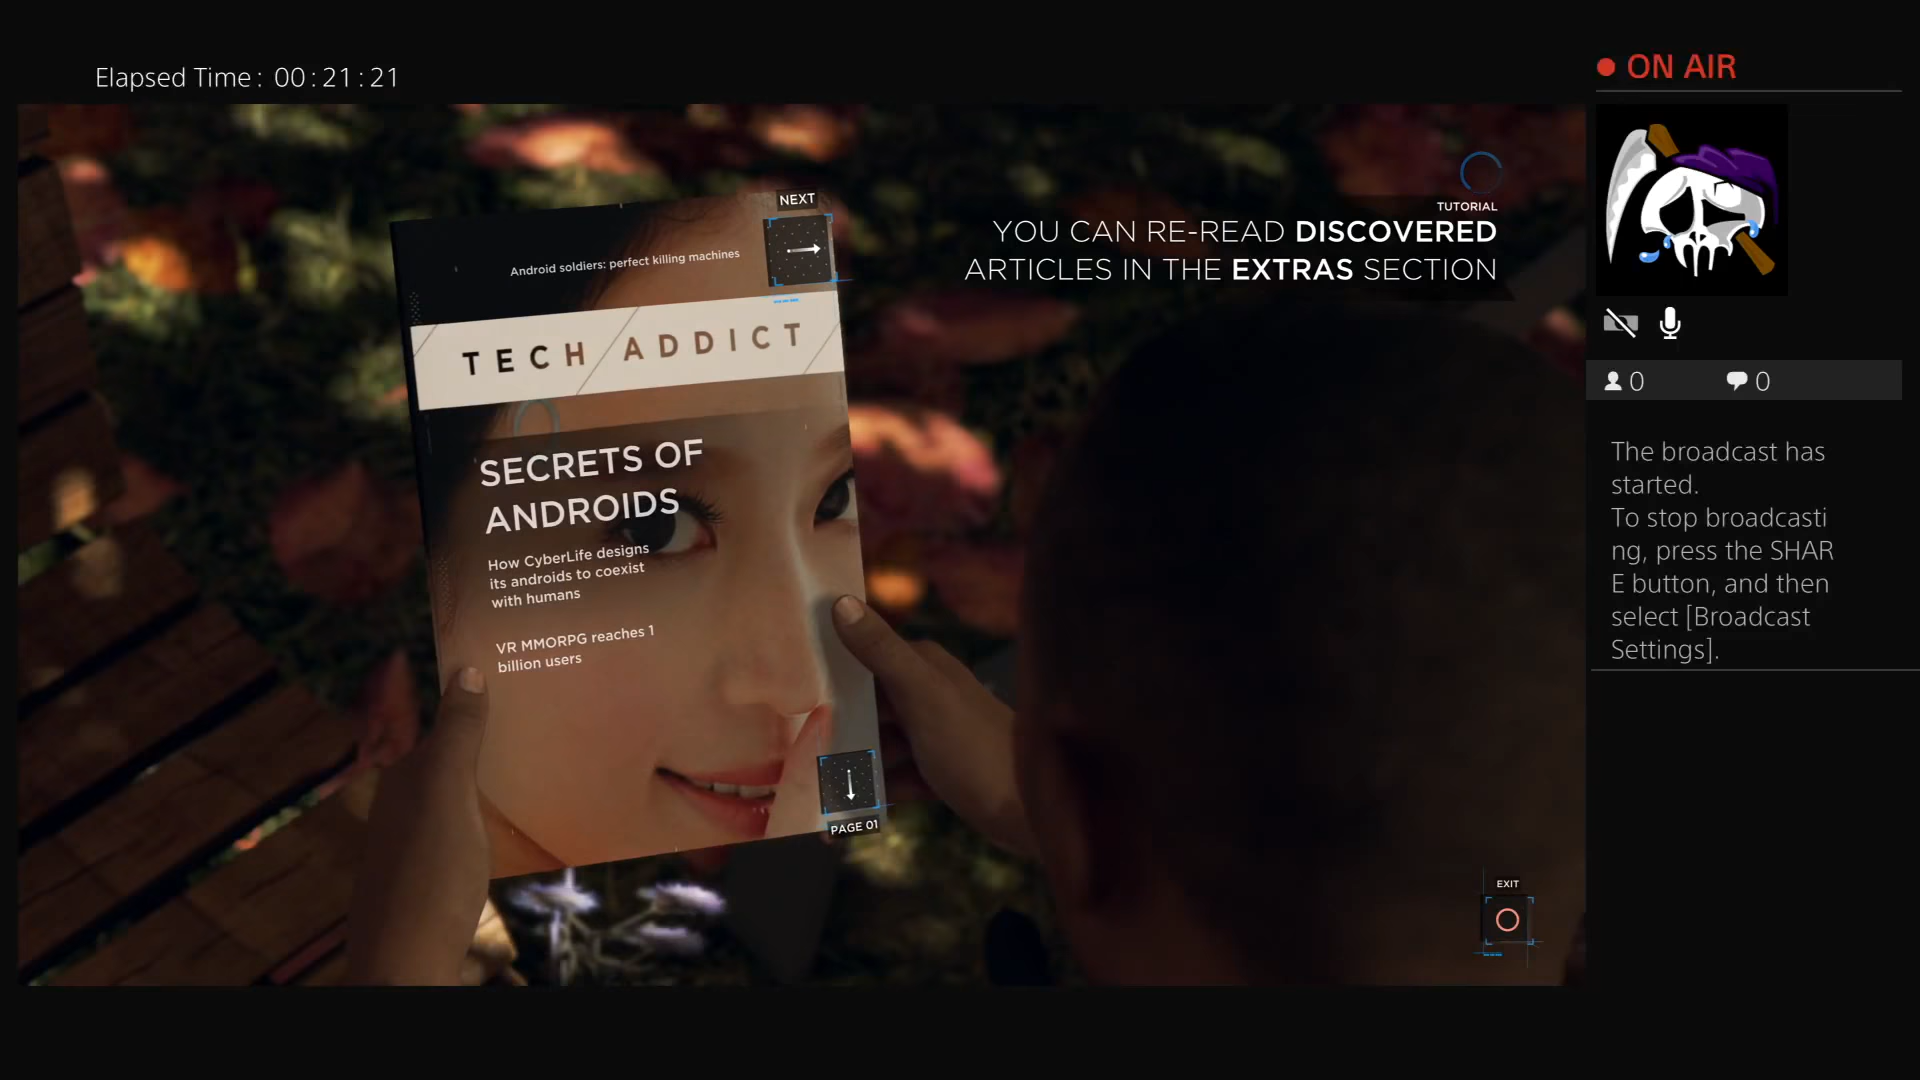 Elapsed Time: 00:21:21
ON AIR
NEXT
Android soldiers: perfect killing machines
TUTORIAL
YOU CAN RE-READ DISCOVERED
ARTICLES IN THE EXTRAS SECTION
TECH ADDICT
SECRETS OF
ANDROIDS
How CyberLife designs
its androids to coexist
with humans
VR MMORPG reaches 1
billion users
PAGE 01
EXIT
0
0
The broadcast has
started.
To stop broadcasti
ng, press the SHAR
E button, and then
select [Broadcast
Settings].